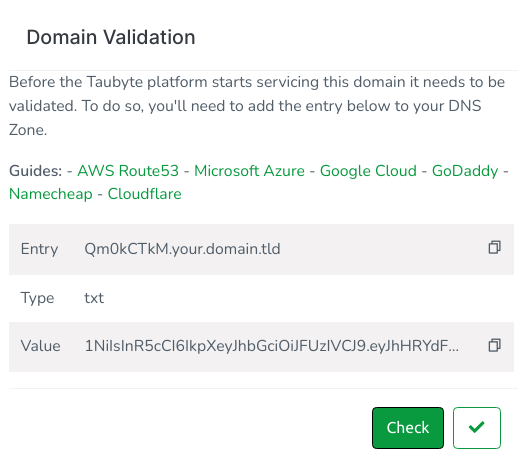 Domain Validation
Before the Taubyte platform starts servicing this domain it needs to be
validated. To do so, you'll need to add the entry below to your DNS
Zone.
Guides: - AWS Route53 - Microsoft Azure - Google Cloud - GoDaddy -
Namecheap - Cloudflare
Entry Qm0kCTkM.your.domain.tld
Type txt
Value 1NiIsInR5cCI6IkpXeyJhbGciOiJFUzIVCJ9.eyJhHRYdF...
Check